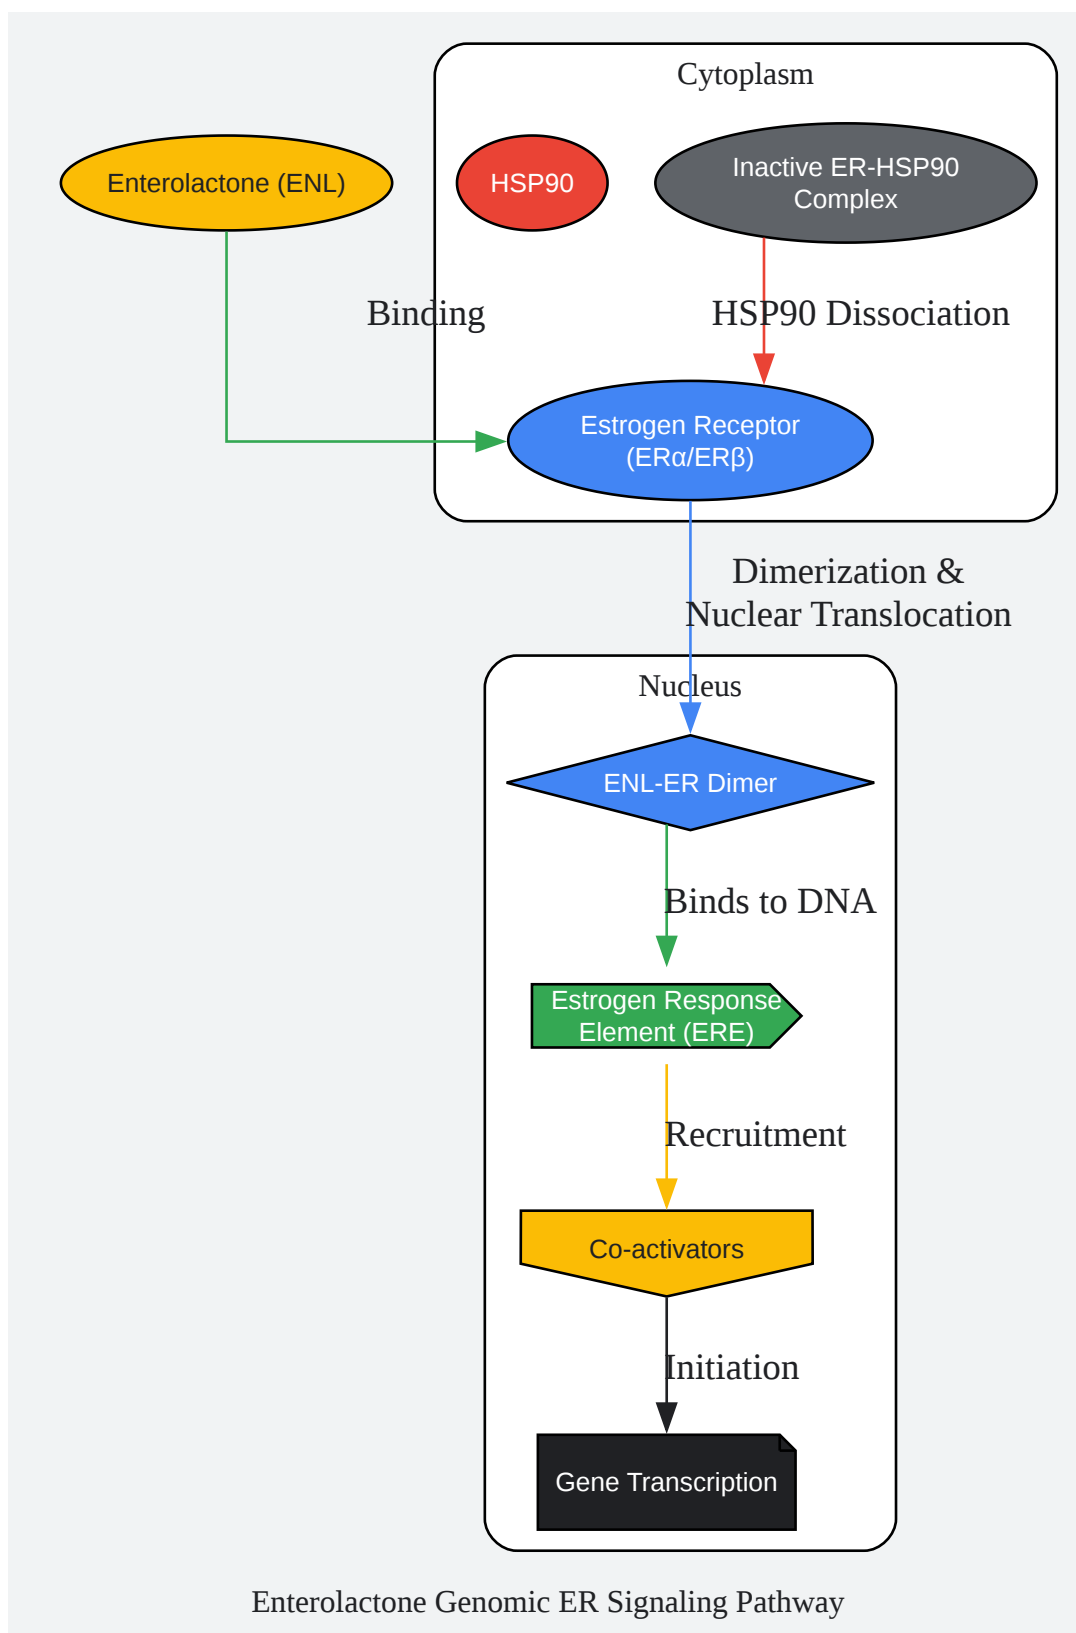 Cytoplasm
Enterolactone (ENL)
HSP90
Inactive ER-HSP90
Complex
Binding
HSP90 Dissociation
Estrogen Receptor
(ERα/ERβ)
Dimerization &
Nuclear Translocation
Nucleus
ENL-ER Dimer
Binds to DNA
Estrogen Response
Element (ERE)
Recruitment
Co-activators
Initiation
Gene Transcription
Enterolactone Genomic ER Signaling Pathway